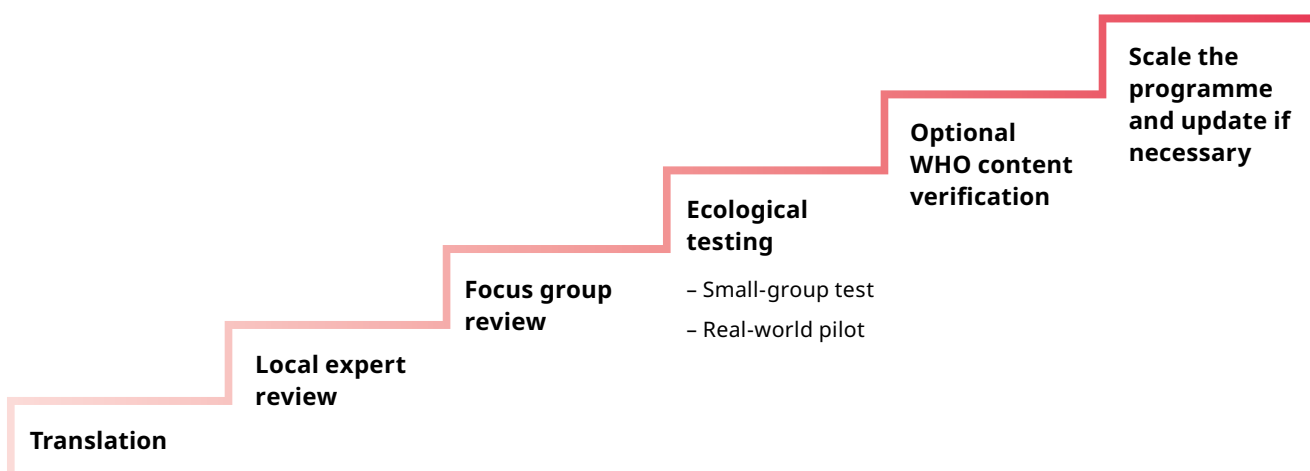 Translation
Local expert
review
Focus group
review
Ecological
testing
– Small-group test
– Real-world pilot
Optional
WHO content
verification
Scale the
programme
and update if
necessary